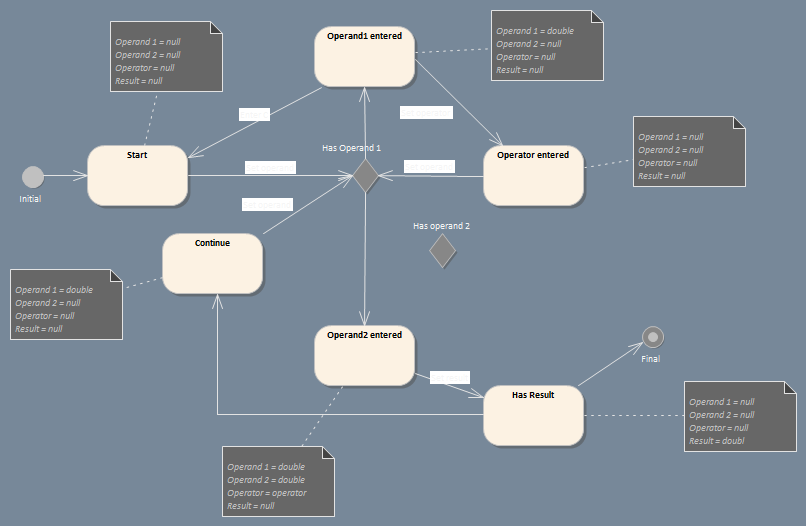 Operand 1 = null
Operand 2 = null
Operator = null
Result = null
Operand1 entered
Operand 1 = double
Operand 2 = null
Operator = null
Result = null
Start
Has Operand 1
Operator entered
Operand 1 = null
Operand 2 = null
Operator = null
Result = null
Initial
Continue
Has operand 2
Operand 1 = double
Operand 2 = null
Operator = null
Result = null
Operand2 entered
Final
Has Result
Operand 1 = null
Operand 2 = null
Operator = null
Result = doubl
Operand 1 = double
Operand 2 = double
Operator = operator
Result = null